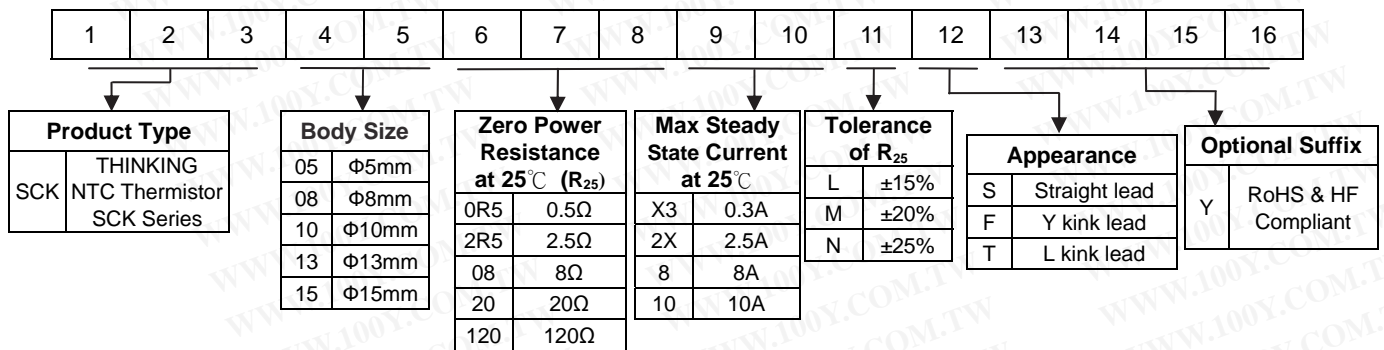 1 2 3 4 5 6 7 8 9 10 11 12 13 14 15 16
Product Type
SCK THINKING
NTC Thermistor
SCK Series
Body Size
05 Φ5mm
08 Φ8mm
10 Φ10mm
13 Φ13mm
15 Φ15mm
Zero Power
Resistance
at 25℃ (R25)
0R5 0.5Ω
2R5 2.5Ω
08 8Ω
20 20Ω
120 120Ω
Max Steady
State Current
at 25℃
X3 0.3A
2X 2.5A
8 8A
10 10A
Tolerance
of R25
L ±15%
M ±20%
N ±25%
Appearance
S Straight lead
F Y kink lead
T L kink lead
Optional Suffix
Y RoHS & HF
Compliant
WWW.100Y.COM.TW